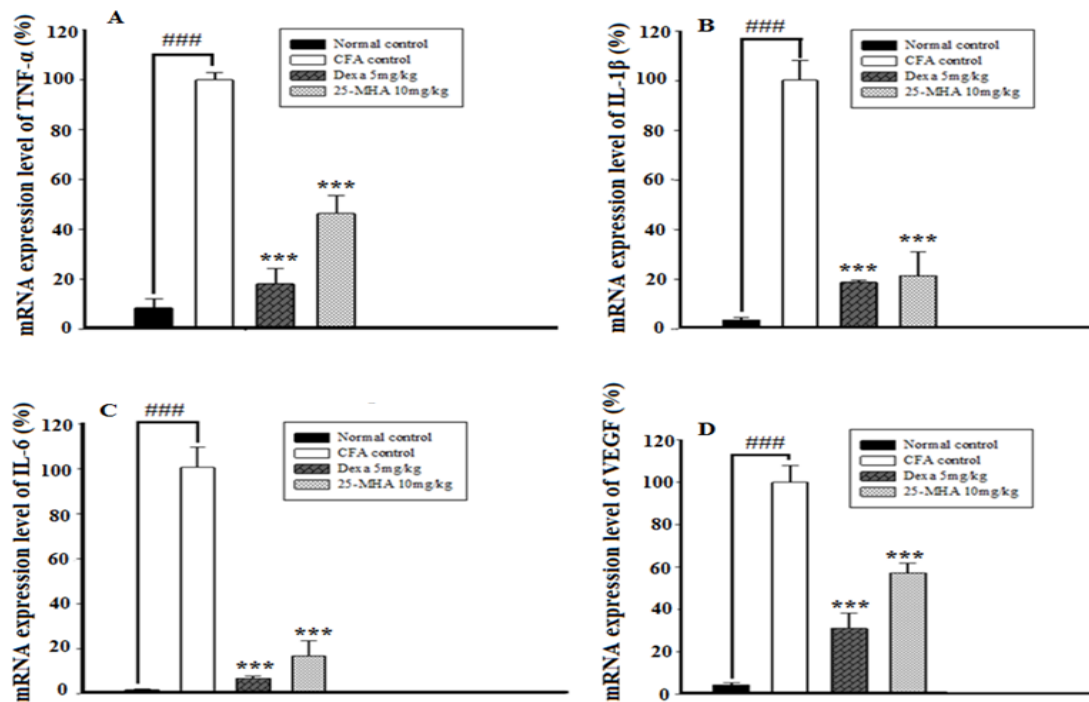 A
mRNA expression level of TNF-α (%)
120
100
80
60
40
20
0
###
***
***
Normal control
CFA control
Dexa 5mg/kg
25-MHA 10mg/kg
B
mRNA expression level of IL-1β (%)
120
100
80
60
40
20
0
###
***
***
Normal control
CFA control
Dexa 5mg/kg
25-MHA 10mg/kg
C
mRNA expression level of IL-6 (%)
120
100
80
60
40
20
0
###
***
***
Normal control
CFA control
Dexa 5mg/kg
25-MHA 10mg/kg
D
mRNA expression level of VEGF (%)
120
100
80
60
40
20
0
###
***
***
Normal control
CFA control
Dexa 5mg/kg
25-MHA 10mg/kg